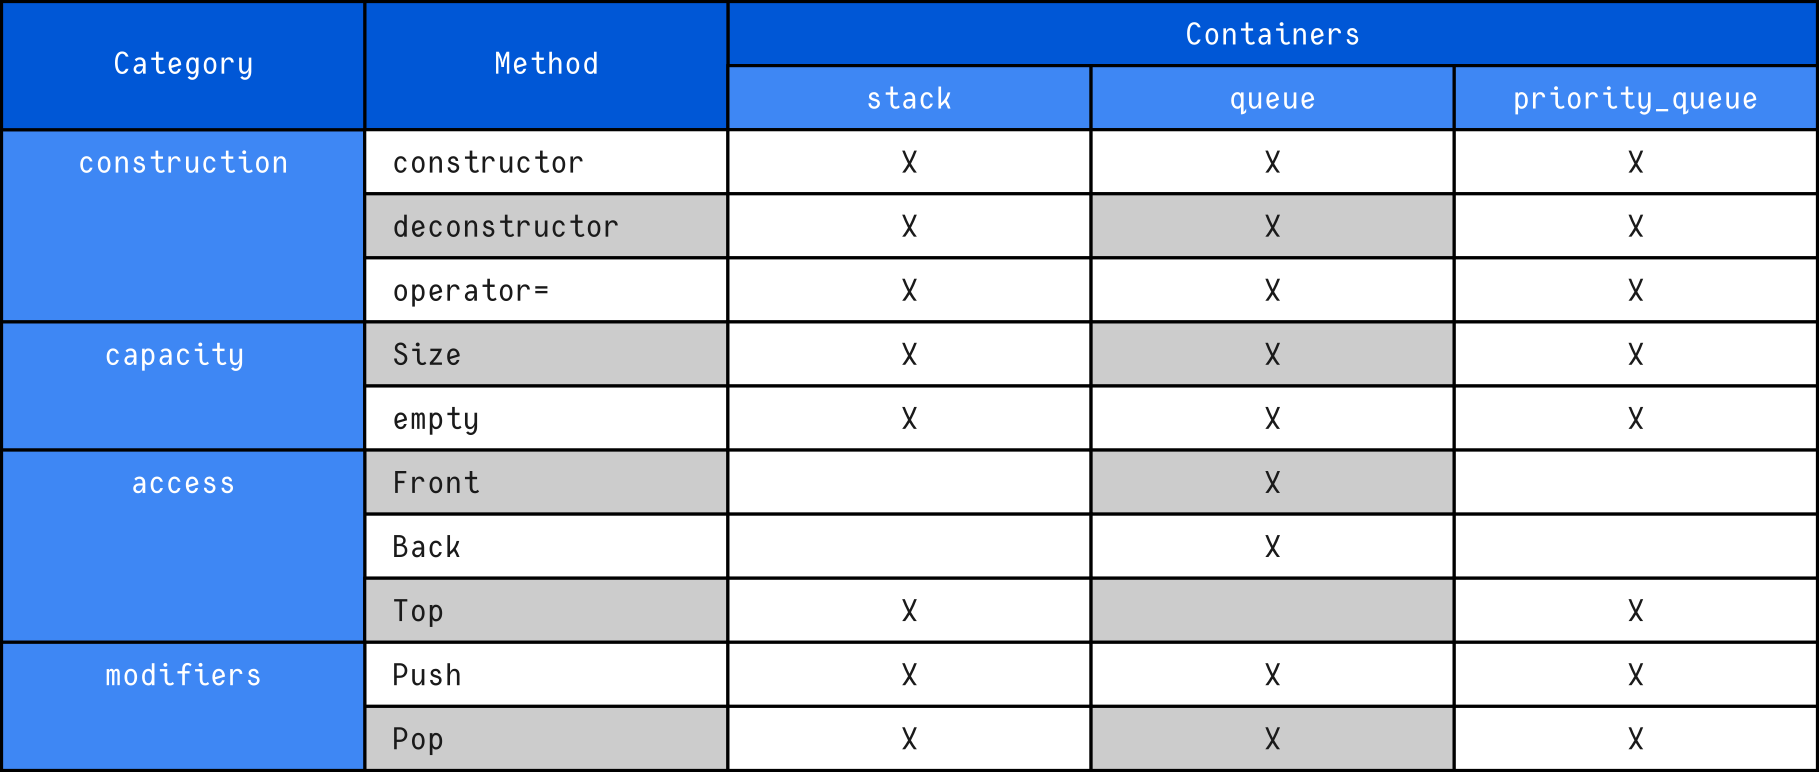 Category Method Containers
stack queue priority_queue
construction constructor X X X
deconstructor X X X
operator= X X X
capacity Size X X X
empty X X X
access Front X
Back X
Top X X
modifiers Push X X X
Pop X X X